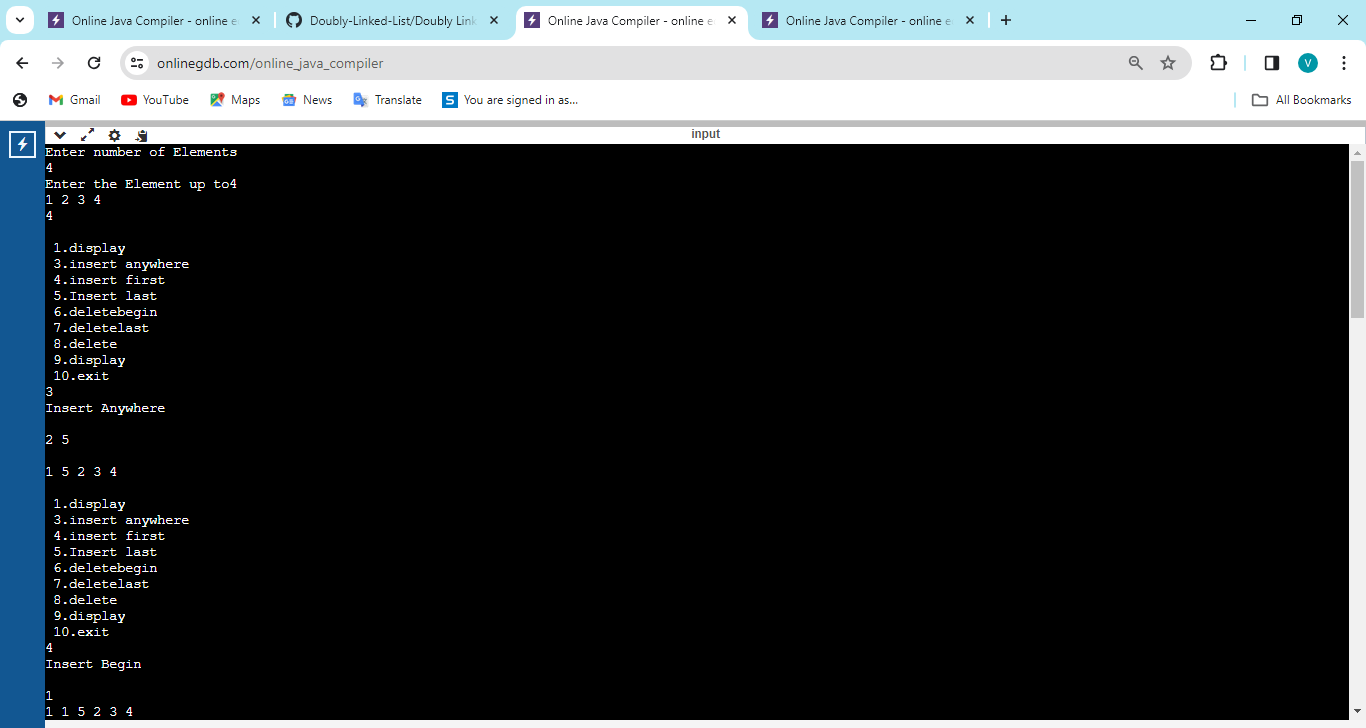 Online Java Compiler - online e
Doubly-Linked-List/Doubly Link
Online Java Compiler - online e
Online Java Compiler - online e
onlinegdb.com/online_java_compiler
V
Gmail
YouTube
Maps
News
Translate
S
You are signed in as...
All Bookmarks
input
Enter number of Elements
4
Enter the Element up to4
1 2 3 4
4
1.display
3.insert anywhere
4.insert first
5.Insert last
6.deletebegin
7.deletelast
8.delete
9.display
10.exit
3
Insert Anywhere
2 5
1 5 2 3 4
1.display
3.insert anywhere
4.insert first
5.Insert last
6.deletebegin
7.deletelast
8.delete
9.display
10.exit
4
Insert Begin
1
1 1 5 2 3 4